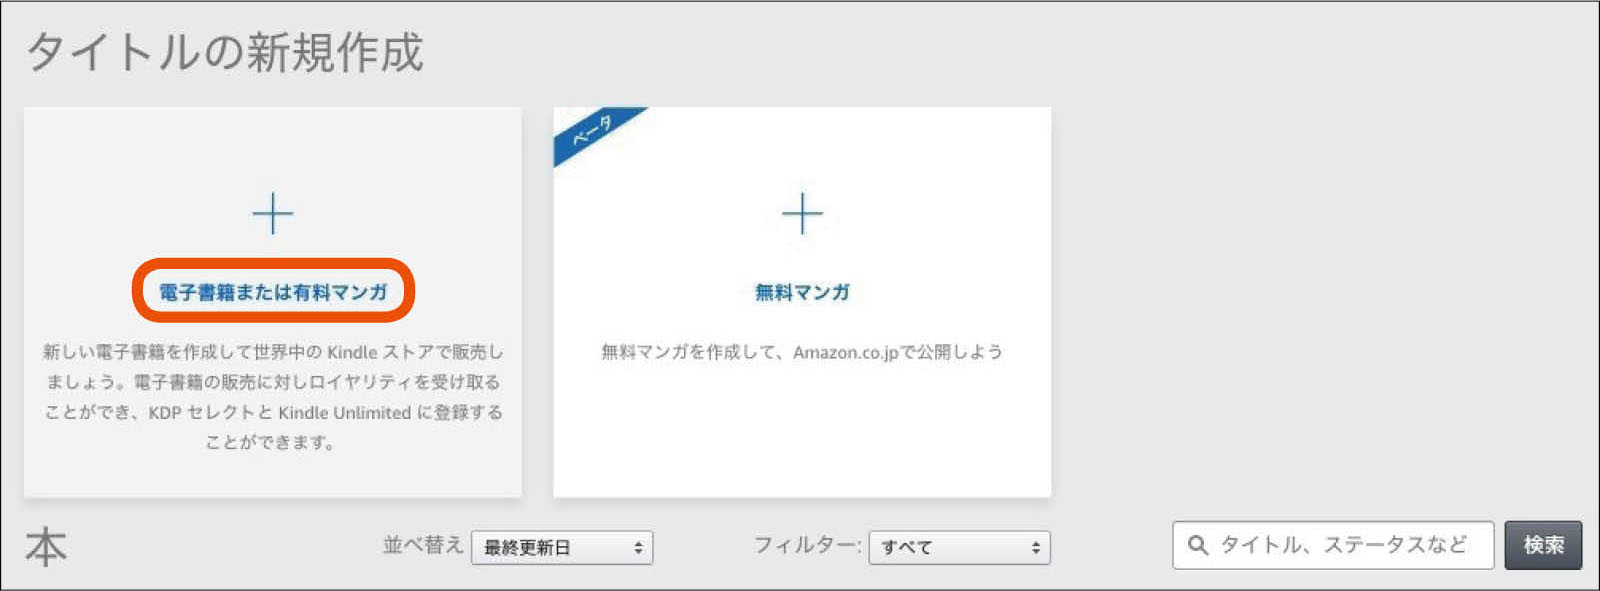 タイトルの新規作成
ベータ
電子書籍または有料マンガ
新しい電子書籍を作成して世界中の Kindle ストアで販売し
ましょう。電子書籍の販売に対しロイヤリティを受け取る
ことができ、KDP セレクトと Kindle Unlimited に登録する
ことができます。
無料マンガ
無料マンガを作成して、Amazon.co.jpで公開しよう
本
並べ替え 最終更新日
フィルター: すべて
タイトル、ステータスなど
検索